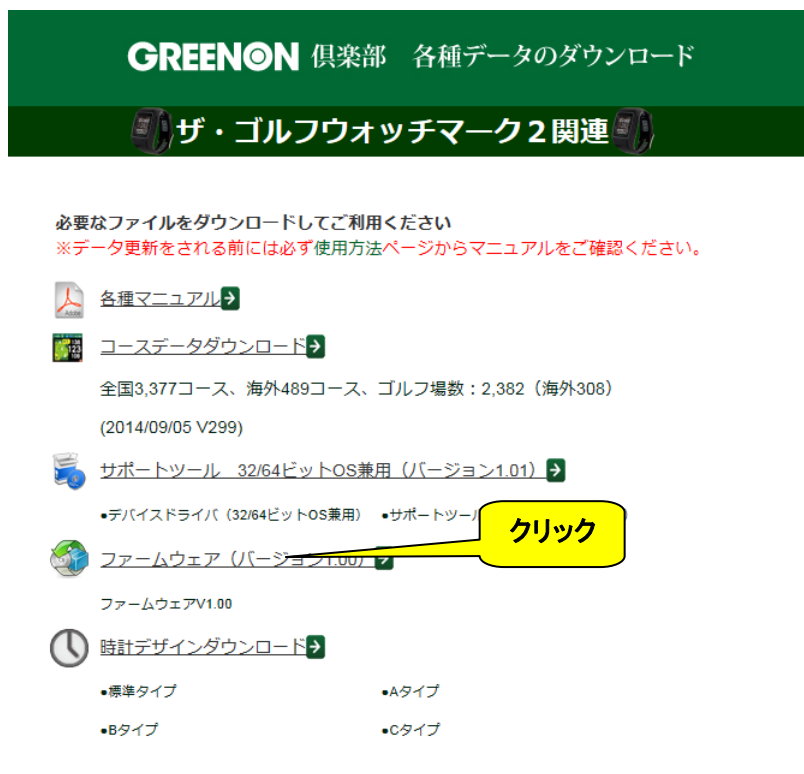 GREENON 倶楽部 各種データのダウンロード
ザ・ゴルフウォッチマーク２関連
必要なファイルをダウンロードしてご利用ください
※データ更新をされる前には必ず使用方法ページからマニュアルをご確認ください。
各種マニュアル
コースデータダウンロード
全国3,377コース、海外489コース、ゴルフ場数：2,382（海外308）
(2014/09/05 V299)
サポートツール 32/64ビットOS兼用（バージョン1.01）
•デバイスドライバ（32/64ビットOS兼用） •サポートツール
クリック
ファームウェア（バージョン1.00）
ファームウェアV1.00
時計デザインダウンロード
•標準タイプ •Aタイプ
•Bタイプ •Cタイプ